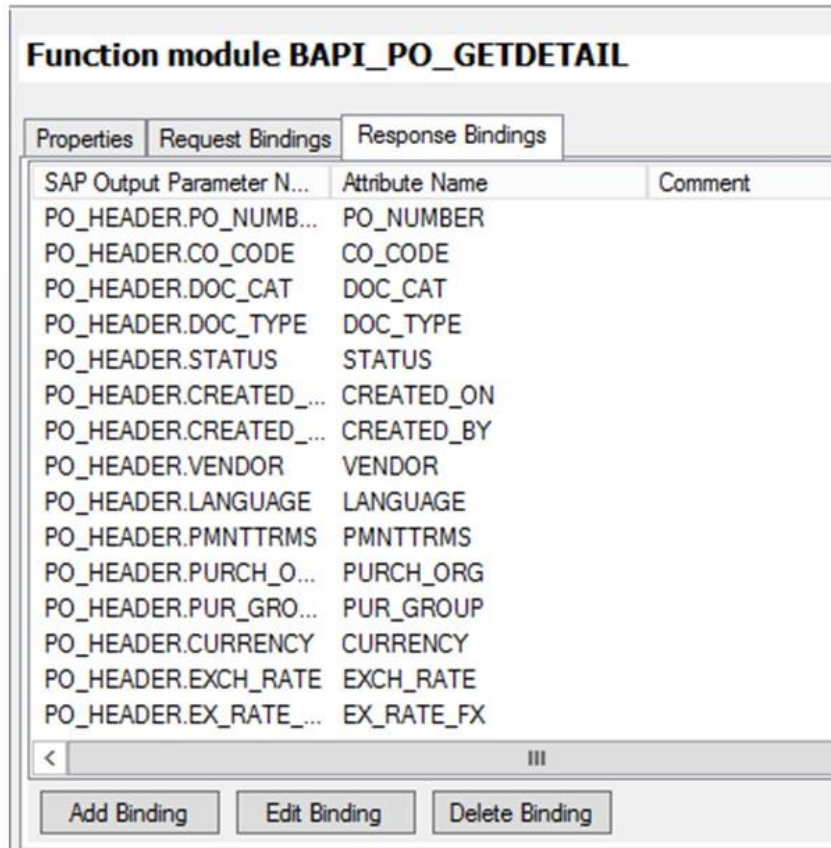 Function module BAPI_PO_GETDETAIL
Properties Request Bindings Response Bindings
SAP Output Parameter N... Attribute Name Comment
PO_HEADER.PO_NUMB... PO_NUMBER
PO_HEADER.CO_CODE CO_CODE
PO_HEADER.DOC_CAT DOC_CAT
PO_HEADER.DOC_TYPE DOC_TYPE
PO_HEADER.STATUS STATUS
PO_HEADER.CREATED_... CREATED_ON
PO_HEADER.CREATED_... CREATED_BY
PO_HEADER.VENDOR VENDOR
PO_HEADER.LANGUAGE LANGUAGE
PO_HEADER.PMNTTRMS PMNTTRMS
PO_HEADER.PURCH_O... PURCH_ORG
PO_HEADER.PUR_GRO... PUR_GROUP
PO_HEADER.CURRENCY CURRENCY
PO_HEADER.EXCH_RATE EXCH_RATE
PO_HEADER.EX_RATE_... EX_RATE_FX
Add Binding Edit Binding Delete Binding